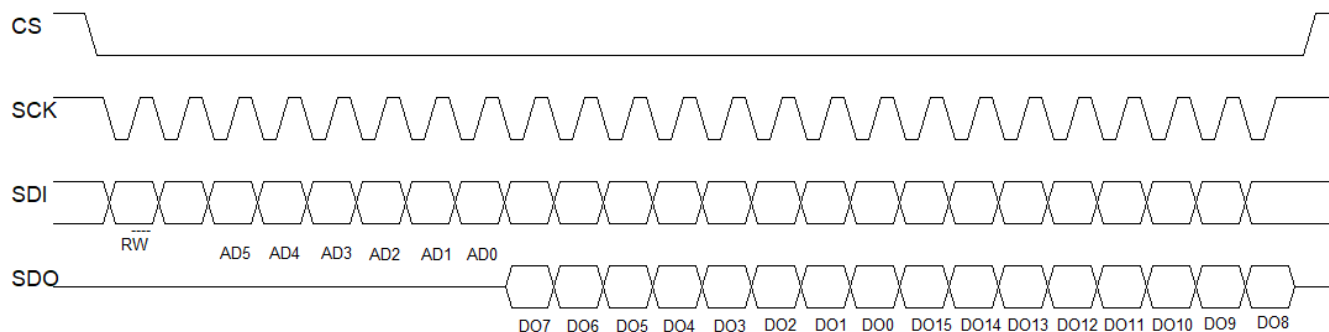 CS
SCK
SDI
RW
AD5 AD4 AD3 AD2 AD1 AD0
SDO
DO7 DO6 DO5 DO4 DO3 DO2 DO1 DO0 DO15 DO14 DO13 DO12 DO11 DO10 DO9 DO8